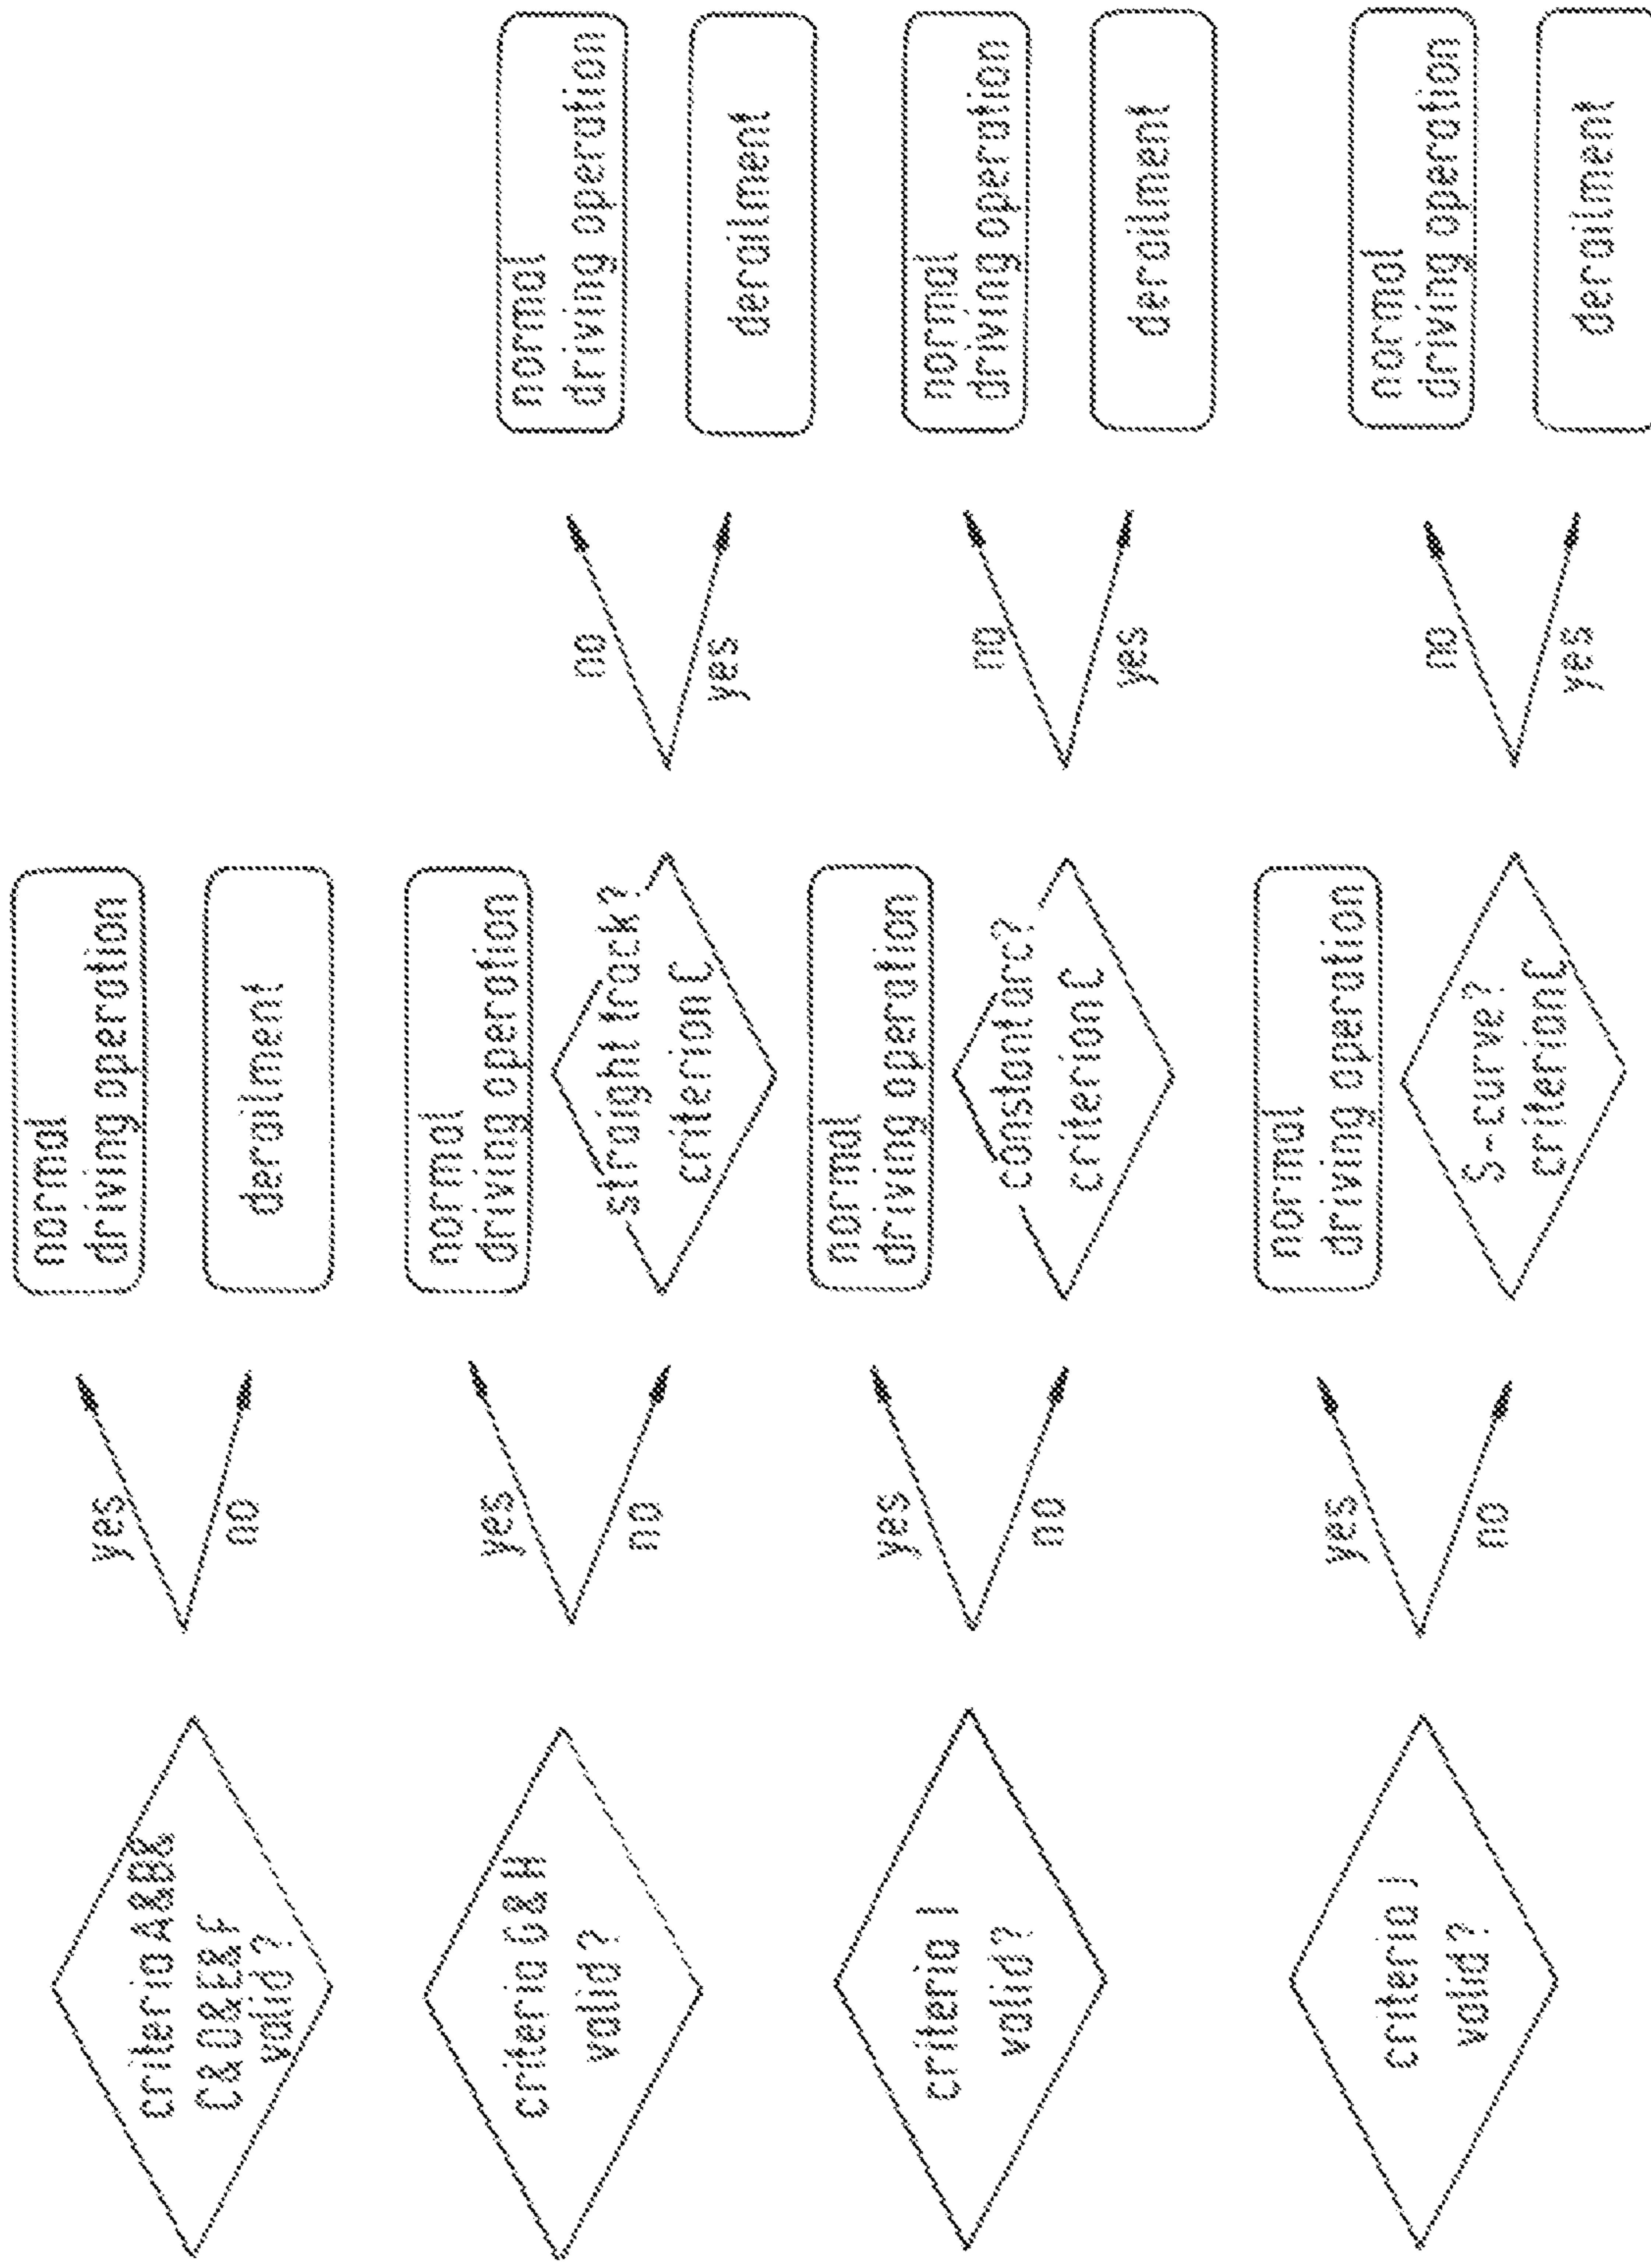 criteria A&B&
C&D&E&F
valid ?
yes
no
normal
driving operation
derailment
criteria G&H
valid ?
yes
no
normal
driving operation
straight track?
criterion C
no
yes
normal
driving operation
derailment
criteria I
valid ?
yes
no
normal
driving operation
constant arc?
criterion C
no
yes
normal
driving operation
derailment
criteria J
valid ?
yes
no
normal
driving operation
S-curve?
criterion C
no
yes
normal
driving operation
derailment